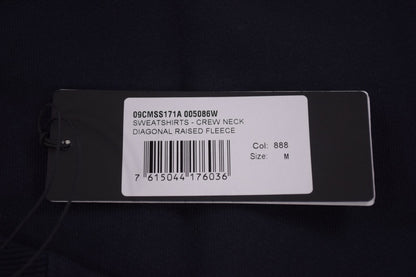 09CMSS171A 005086W
SWEATSHIRTS - CREW NECK
DIAGONAL RAISED FLEECE
Col: 888
Size: M
7 615044 176036